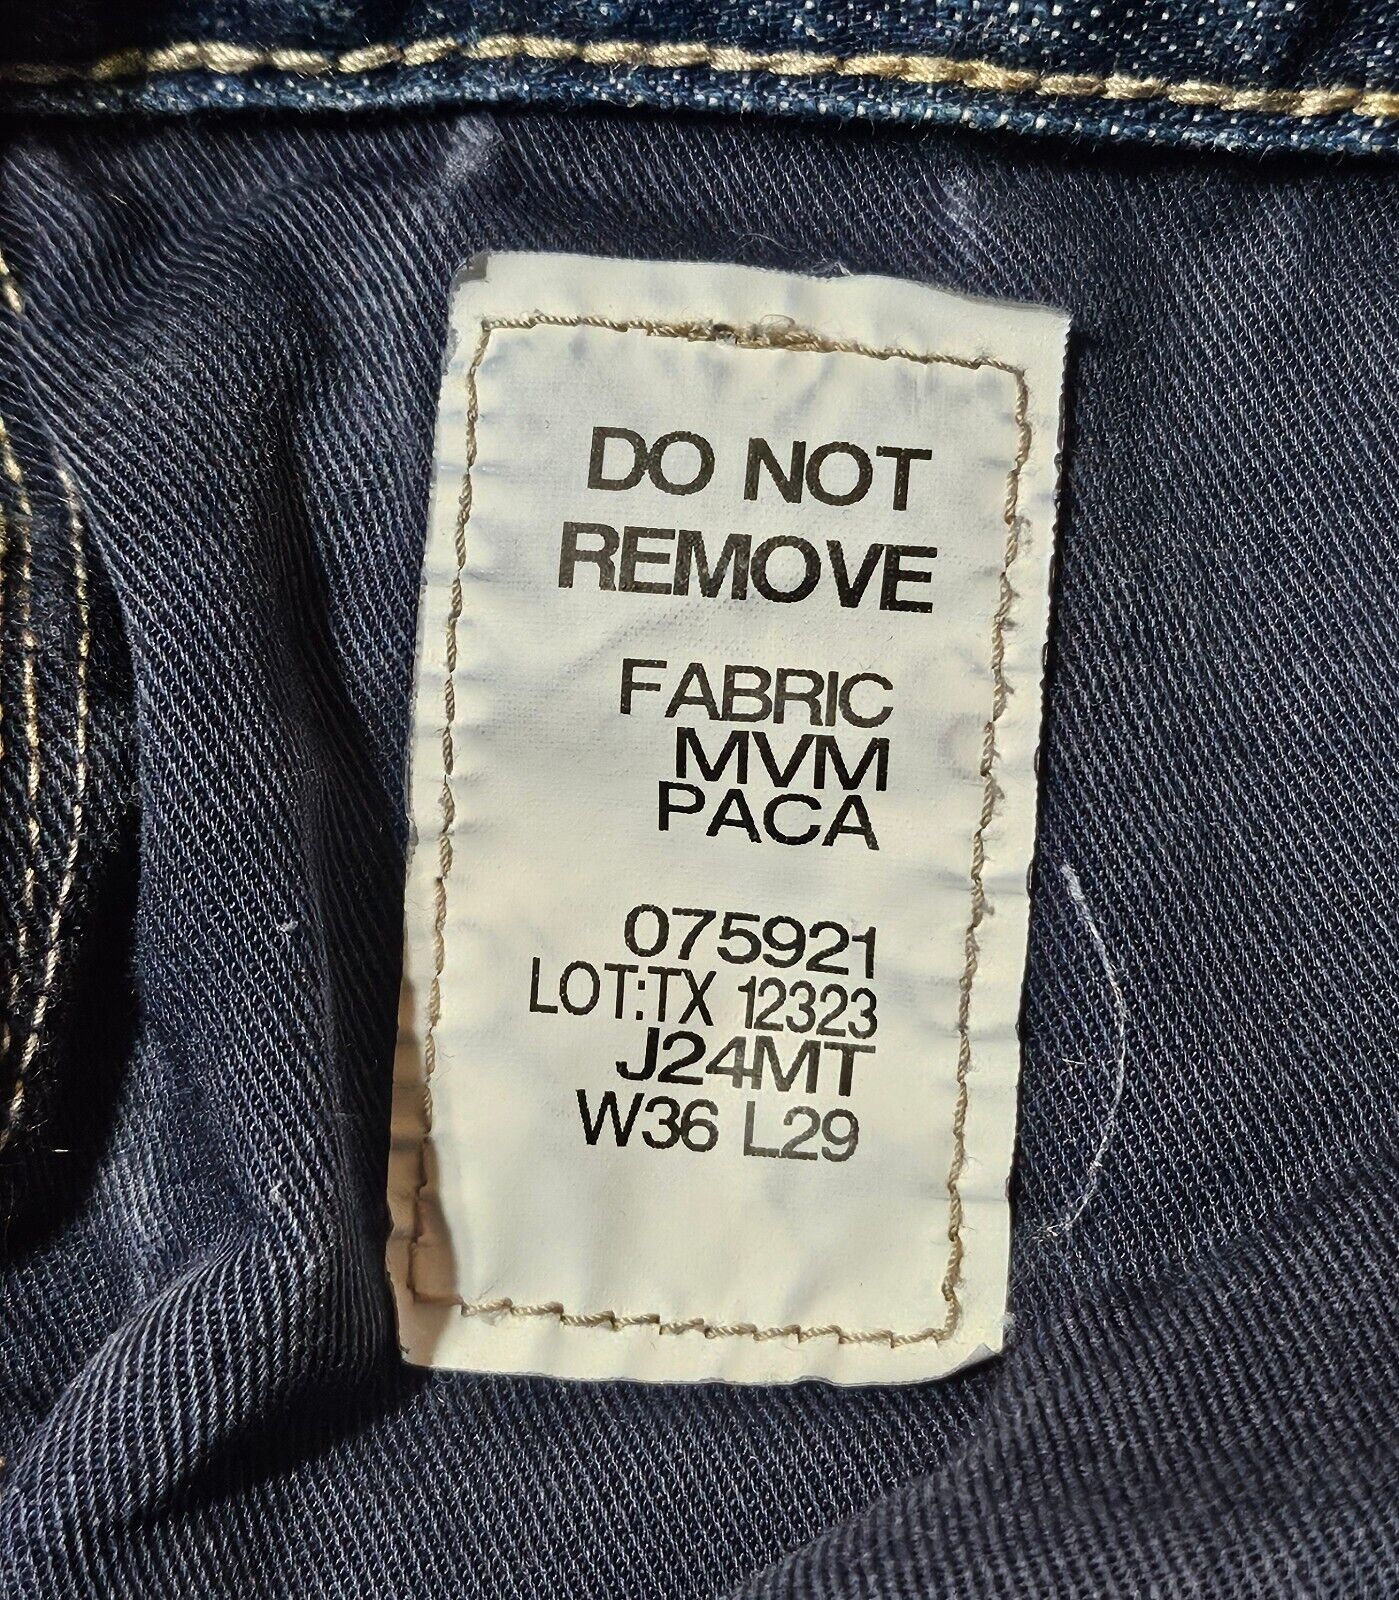 DO NOT
REMOVE
FABRIC
MVM
PACA
075921
LOT:TX 12323
J24MT
W36 L29